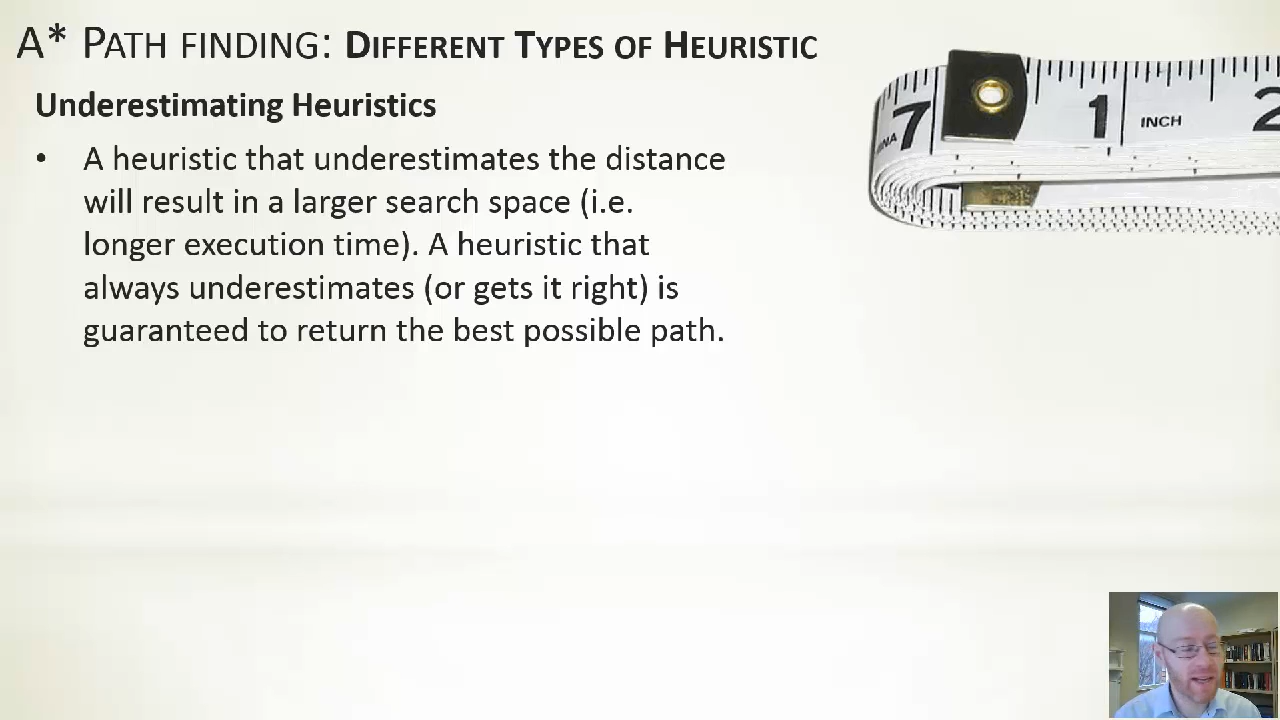 A* PATH FINDING: DIFFERENT TYPES OF HEURISTIC
Underestimating Heuristics
• A heuristic that underestimates the distance
will result in a larger search space (i.e.
longer execution time). A heuristic that
always underestimates (or gets it right) is
guaranteed to return the best possible path.
7 1 INCH 2